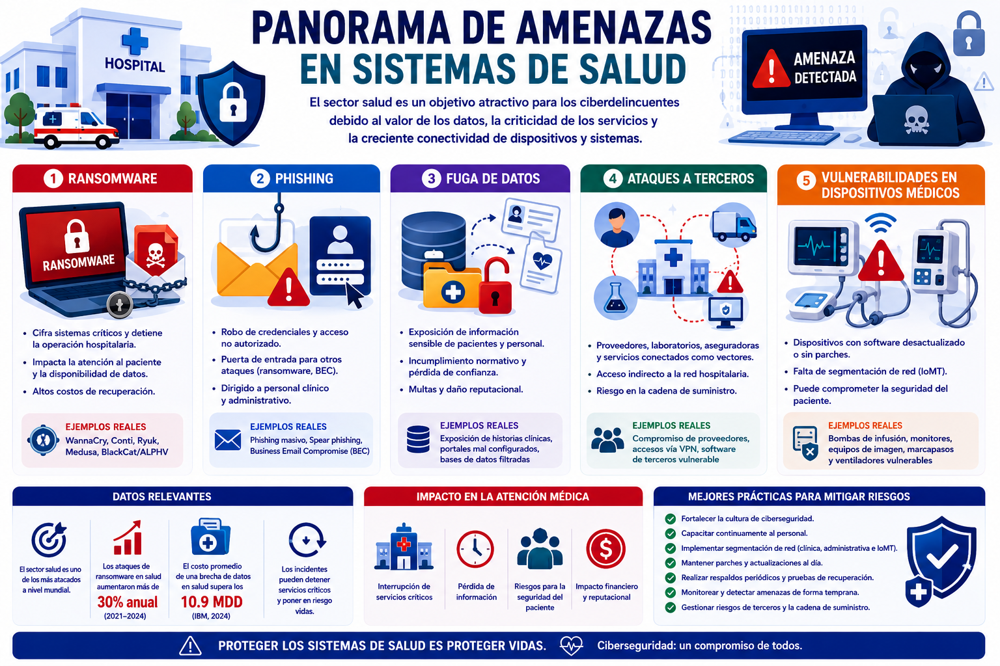 PANORAMA DE AMENAZAS
EN SISTEMAS DE SALUD
El sector salud es un objetivo atractivo para los ciberdelincuentes
debido al valor de los datos, la criticidad de los servicios y
la creciente conectividad de dispositivos y sistemas.
HOSPITAL
AMENAZA
DETECTADA
1 RANSOMWARE
RANSOMWARE
• Cifra sistemas críticos y detiene
la operación hospitalaria.
• Impacta la atención al paciente
y la disponibilidad de datos.
• Altos costos de recuperación.
EJEMPLOS REALES
WannaCry, Conti, Ryuk,
Medusa, BlackCat/ALPHV
2 PHISHING
• Robo de credenciales y acceso
no autorizado.
• Puerta de entrada para otros
ataques (ransomware, BEC).
• Dirigido a personal clínico
y administrativo.
EJEMPLOS REALES
Phishing masivo, Spear phishing,
Business Email Compromise (BEC)
3 FUGA DE DATOS
• Exposición de información
sensible de pacientes y personal.
• Incumplimiento normativo y
pérdida de confianza.
• Multas y daño reputacional.
EJEMPLOS REALES
Exposición de historias clínicas,
portales mal configurados,
bases de datos filtradas
4 ATAQUES A TERCEROS
• Proveedores, laboratorios, aseguradoras
y servicios conectados como vectores.
• Acceso indirecto a la red hospitalaria.
• Riesgo en la cadena de suministro.
EJEMPLOS REALES
Compromiso de proveedores,
accesos vía VPN, software
de terceros vulnerable
5 VULNERABILIDADES EN
DISPOSITIVOS MÉDICOS
• Dispositivos con software desactualizado
o sin parches.
• Falta de segmentación de red (IoMT).
• Puede comprometer la seguridad del
paciente.
EJEMPLOS REALES
Bombas de infusión, monitores,
equipos de imagen, marcapasos
y ventiladores vulnerables
DATOS RELEVANTES
El sector salud es uno
de los más atacados
a nivel mundial.
Los ataques de
ransomware en salud
aumentaron más de
30% anual
(2021–2024)
El costo promedio
de una brecha de datos
en salud supera los
10.9 MDD
(IBM, 2024)
Los incidentes
pueden detener
servicios críticos
y poner en riesgo
vidas.
IMPACTO EN LA ATENCIÓN MÉDICA
Interrupción de
servicios críticos
Pérdida de
información
Riesgos para la
seguridad del
paciente
Impacto financiero
y reputacional
MEJORES PRÁCTICAS PARA MITIGAR RIESGOS
Fortalecer la cultura de ciberseguridad.
Capacitar continuamente al personal.
Implementar segmentación de red (clínica, administrativa e IoMT).
Mantener parches y actualizaciones al día.
Realizar respaldos periódicos y pruebas de recuperación.
Monitorear y detectar amenazas de forma temprana.
Gestionar riesgos de terceros y la cadena de suministro.
PROTEGER LOS SISTEMAS DE SALUD ES PROTEGER VIDAS.
Ciberseguridad: un compromiso de todos.